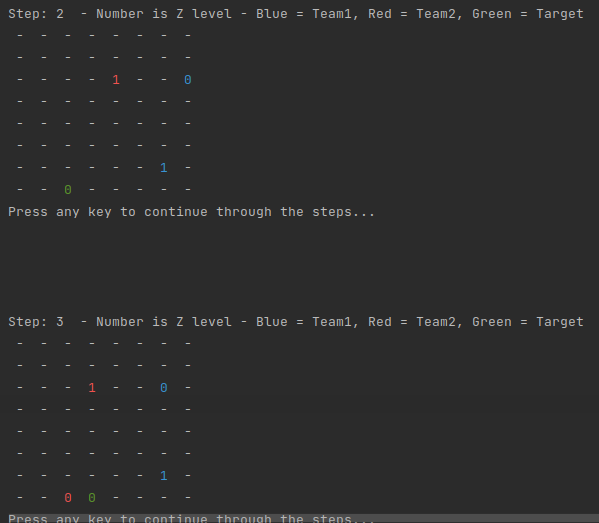 Step: 2  - Number is Z level - Blue = Team1, Red = Team2, Green = Target
 -  -  -  -  -  -  -  -
 -  -  -  -  -  -  -  -
 -  -  -  -  1  -  -  0
 -  -  -  -  -  -  -  -
 -  -  -  -  -  -  -  -
 -  -  -  -  -  -  -  -
 -  -  -  -  -  -  1  -
 -  -  0  -  -  -  -  -
Press any key to continue through the steps...
Step: 3  - Number is Z level - Blue = Team1, Red = Team2, Green = Target
 -  -  -  -  -  -  -  -
 -  -  -  -  -  -  -  -
 -  -  -  1  -  -  0  -
 -  -  -  -  -  -  -  -
 -  -  -  -  -  -  -  -
 -  -  -  -  -  -  -  -
 -  -  -  -  -  -  1  -
 -  -  0  0  -  -  -  -
Press any key to continue through the steps...